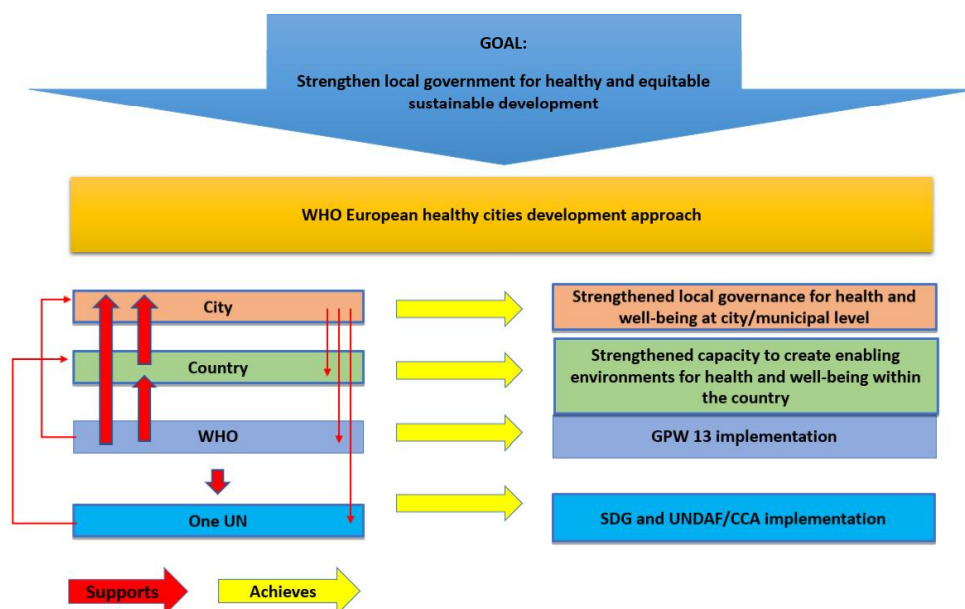 GOAL:
Strengthen local government for healthy and equitable
sustainable development
WHO European healthy cities development approach
City
Strengthened local governance for health and
well-being at city/municipal level
Country
Strengthened capacity to create enabling
environments for health and well-being within
the country
WHO
GPW 13 implementation
One UN
SDG and UNDAF/CCA implementation
Supports
Achieves